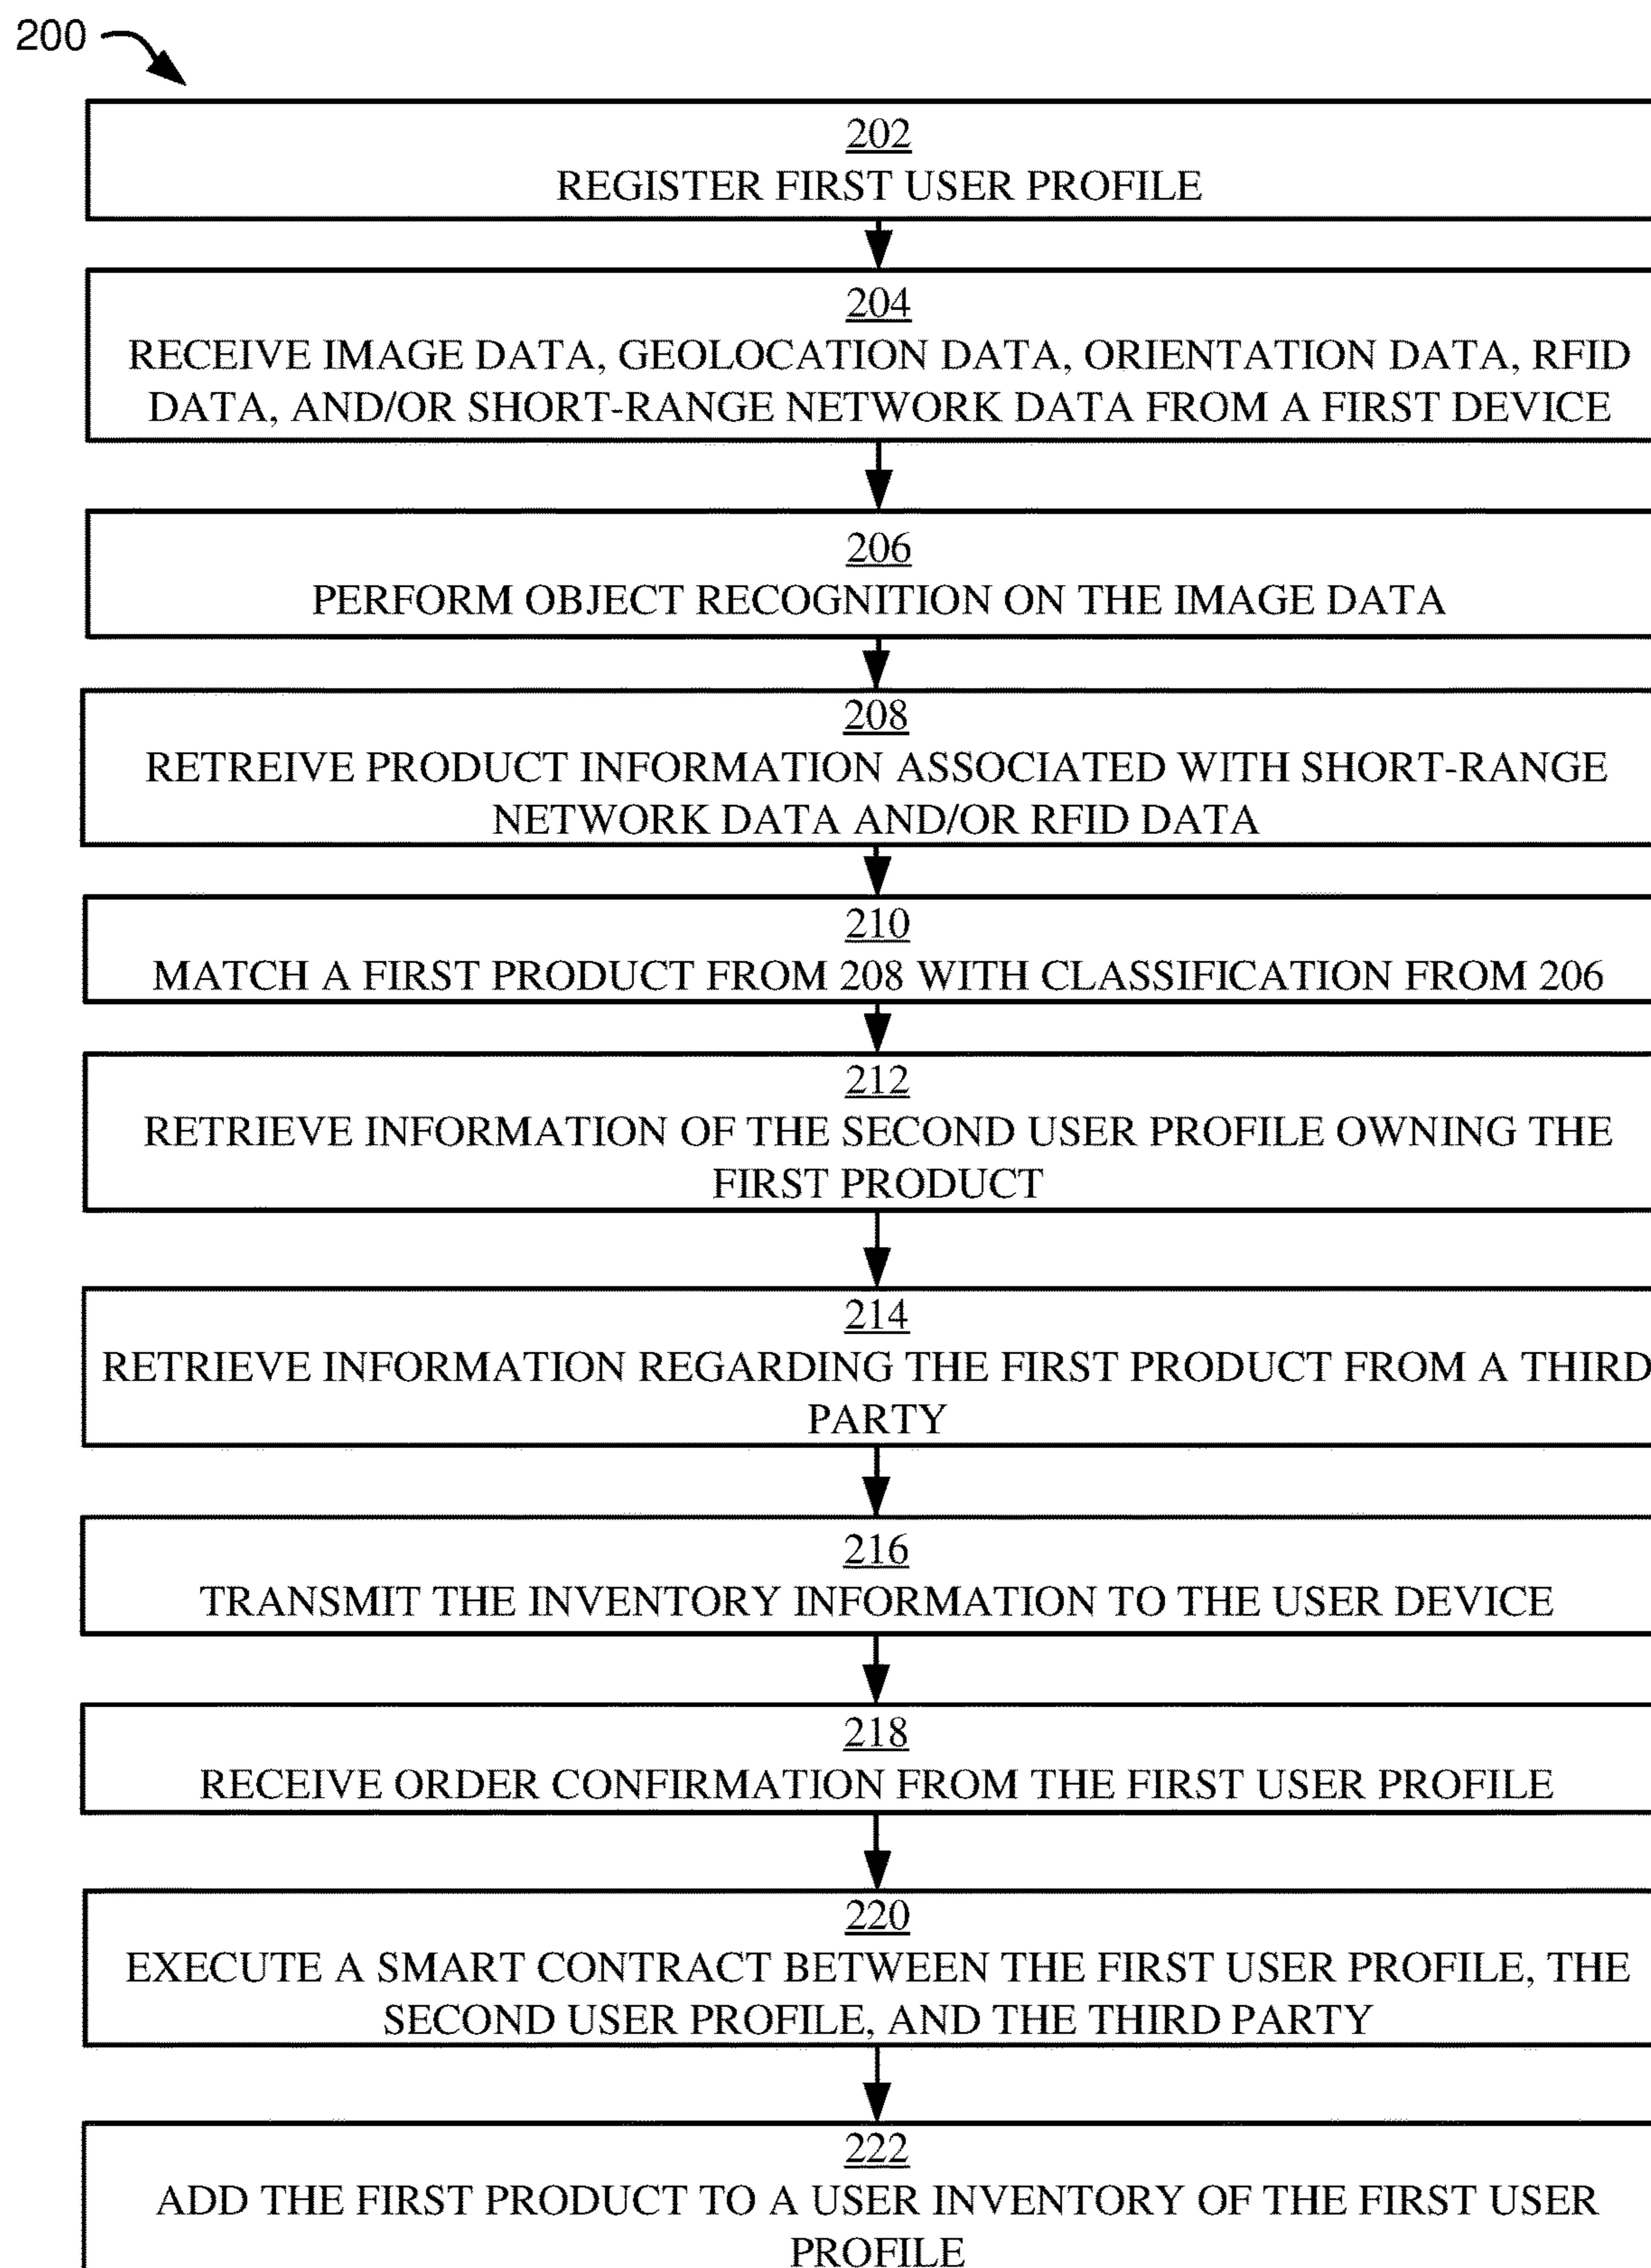 200
202
REGISTER FIRST USER PROFILE
204
RECEIVE IMAGE DATA, GEOLOCATION DATA, ORIENTATION DATA, RFID
DATA, AND/OR SHORT-RANGE NETWORK DATA FROM A FIRST DEVICE
206
PERFORM OBJECT RECOGNITION ON THE IMAGE DATA
208
RETREIVE PRODUCT INFORMATION ASSOCIATED WITH SHORT-RANGE
NETWORK DATA AND/OR RFID DATA
210
MATCH A FIRST PRODUCT FROM 208 WITH CLASSIFICATION FROM 206
212
RETRIEVE INFORMATION OF THE SECOND USER PROFILE OWNING THE
FIRST PRODUCT
214
RETRIEVE INFORMATION REGARDING THE FIRST PRODUCT FROM A THIRD
PARTY
216
TRANSMIT THE INVENTORY INFORMATION TO THE USER DEVICE
218
RECEIVE ORDER CONFIRMATION FROM THE FIRST USER PROFILE
220
EXECUTE A SMART CONTRACT BETWEEN THE FIRST USER PROFILE, THE
SECOND USER PROFILE, AND THE THIRD PARTY
222
ADD THE FIRST PRODUCT TO A USER INVENTORY OF THE FIRST USER
PROFILE